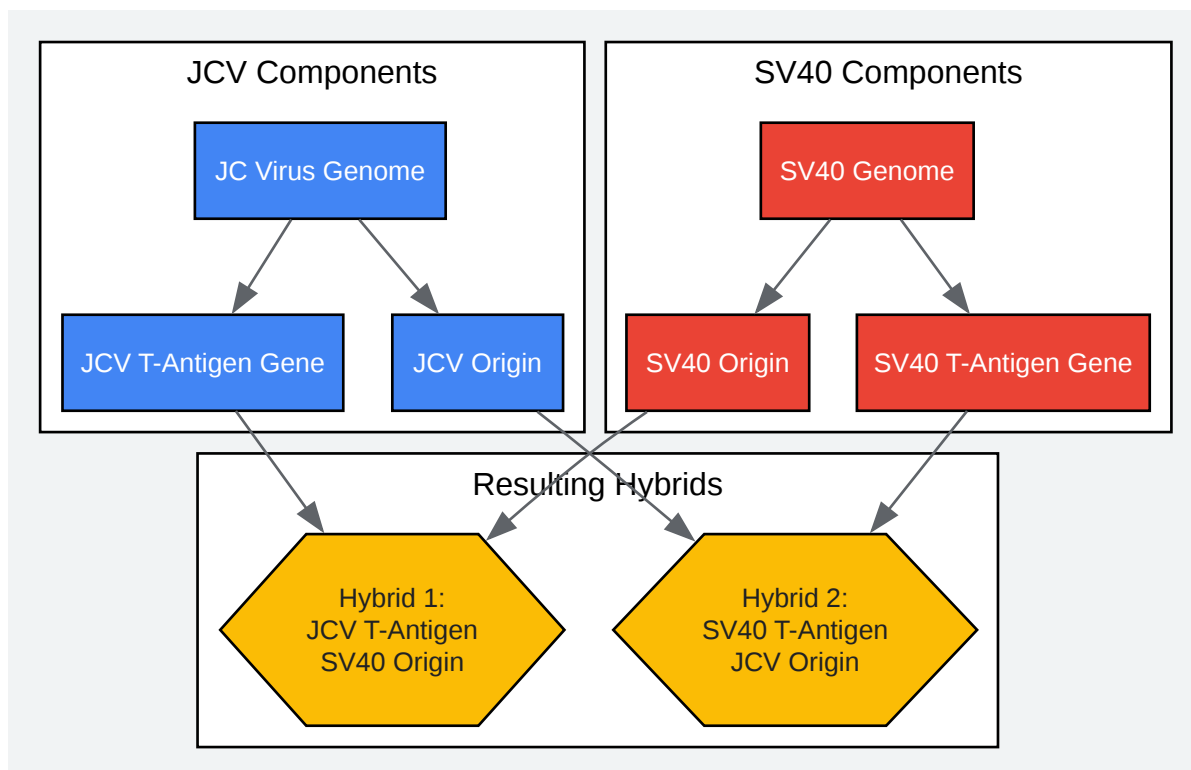 JCV Components
JC Virus Genome
JCV T-Antigen Gene
JCV Origin
SV40 Components
SV40 Genome
SV40 Origin
SV40 T-Antigen Gene
Resulting Hybrids
Hybrid 1:
JCV T-Antigen
SV40 Origin
Hybrid 2:
SV40 T-Antigen
JCV Origin